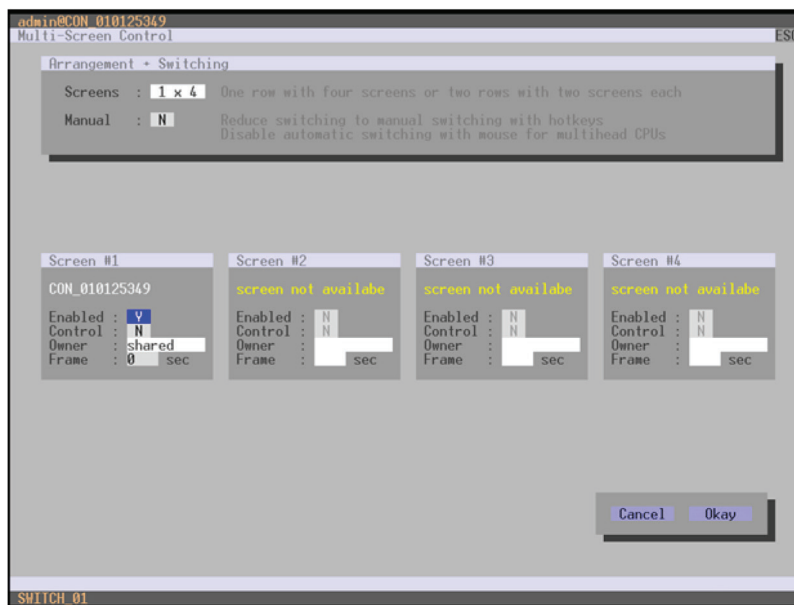 admin@CON_010125349
Multi-Screen Control ESC
Arrangement + Switching
Screens : 1 x 4 One row with four screens or two rows with two screens each
Manual : N Reduce switching to manual switching with hotkeys
Disable automatic switching with mouse for multihead CPUs
Screen #1 Screen #2 Screen #3 Screen #4
CON_010125349 screen not availabe screen not availabe screen not availabe
Enabled : Y Enabled : N Enabled : N Enabled : N
Control : N Control : N Control : N Control : N
Owner : shared Owner : Owner : Owner :
Frame : 0 sec Frame : sec Frame : sec Frame : sec
Cancel Okay
SWITCH_01